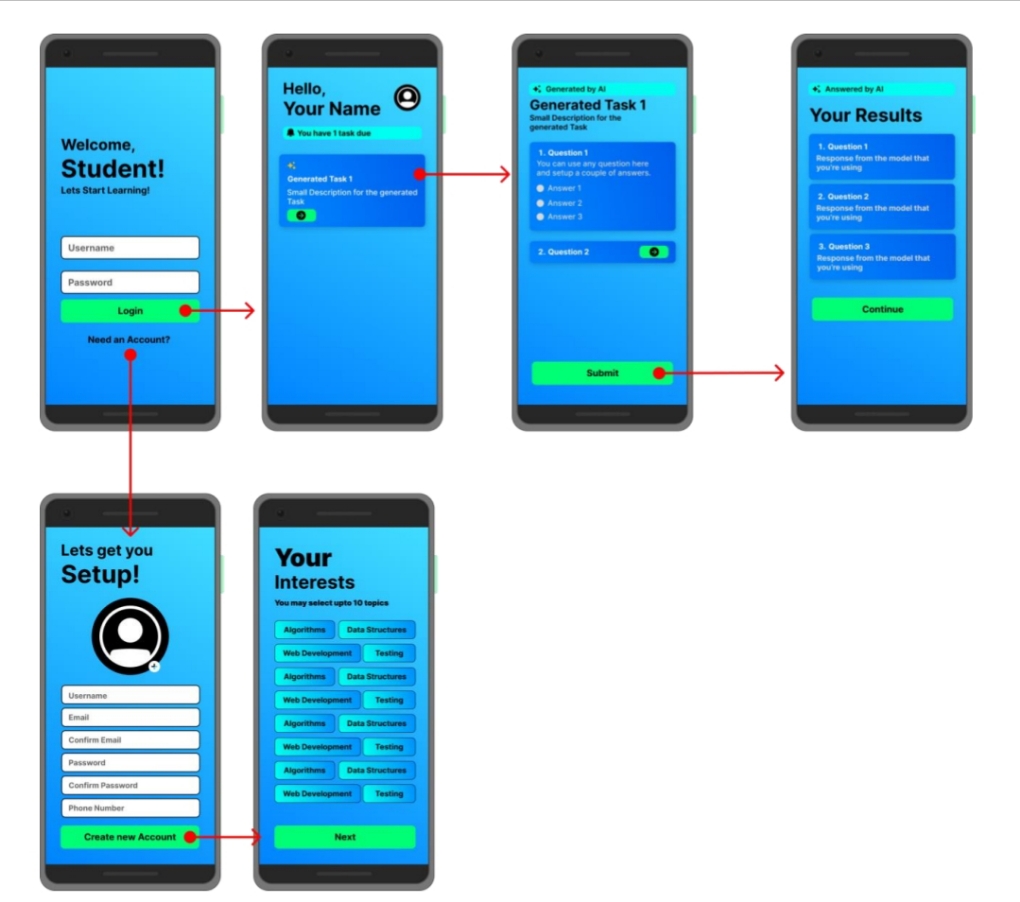 Welcome,
Student!
Lets Start Learning!
Username
Password
Login
Need an Account?
Hello,
Your Name
You have 1 task due
Generated Task 1
Small Description for the generated
Task
Generated by AI
Generated Task 1
Small Description for the
generated Task
1. Question 1
You can use any question here
and setup a couple of answers.
Answer 1
Answer 2
Answer 3
2. Question 2
Submit
Answered by AI
Your Results
1. Question 1
Response from the model that
you're using
2. Question 2
Response from the model that
you're using
3. Question 3
Response from the model that
you're using
Continue
Lets get you
Setup!
Username
Email
Confirm Email
Password
Confirm Password
Phone Number
Create new Account
Your
Interests
You may select upto 10 topics
Algorithms Data Structures
Web Development Testing
Algorithms Data Structures
Web Development Testing
Algorithms Data Structures
Web Development Testing
Algorithms Data Structures
Web Development Testing
Next